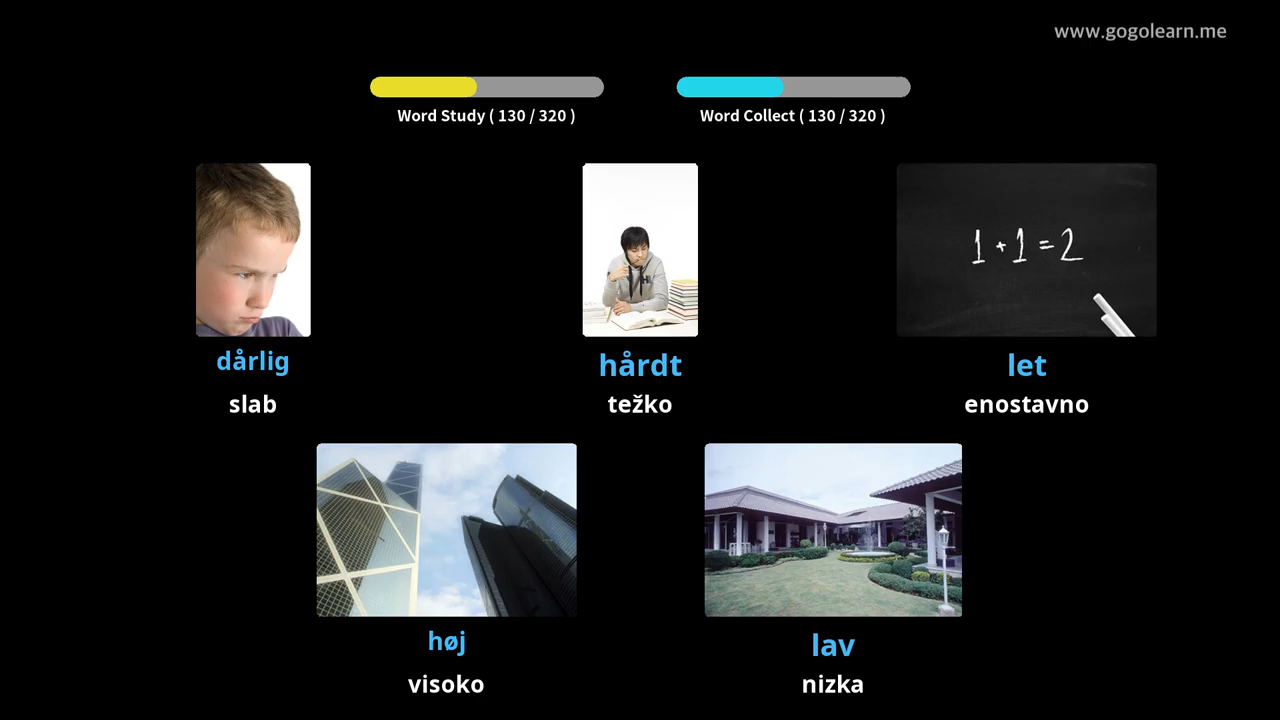 www.gogolearn.me
Word Study ( 130 / 320 )
Word Collect ( 130 / 320 )
1 + 1 = 2
dårlig
hårdt
let
slab
težko
enostavno
høj
lav
visoko
nizka